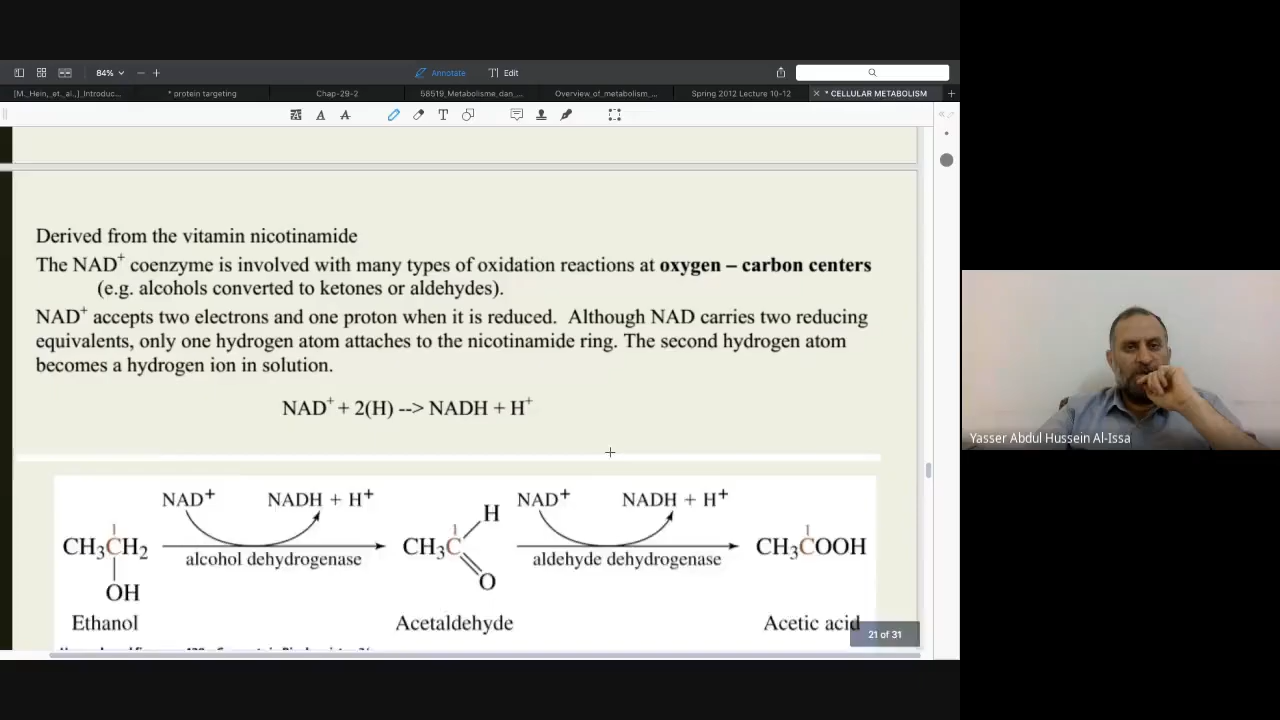 84%
Annotate
Edit
[M._Hein,_et._al.,]_Introduc...
* protein targeting
Chap-29-2
58519_Metabolisme_dan_...
Overview_of_metabolism_...
Spring 2012 Lecture 10-12
* CELLULAR METABOLISM
Derived from the vitamin nicotinamide
The NAD+ coenzyme is involved with many types of oxidation reactions at oxygen – carbon centers
(e.g. alcohols converted to ketones or aldehydes).
NAD+ accepts two electrons and one proton when it is reduced. Although NAD carries two reducing
equivalents, only one hydrogen atom attaches to the nicotinamide ring. The second hydrogen atom
becomes a hydrogen ion in solution.
NAD+ + 2(H) --> NADH + H+
NAD+ NADH + H+ NAD+ NADH + H+
H
CH3CH2 CH3C CH3COOH
alcohol dehydrogenase aldehyde dehydrogenase
OH O
Ethanol Acetaldehyde Acetic acid
21 of 31
Yasser Abdul Hussein Al-Issa